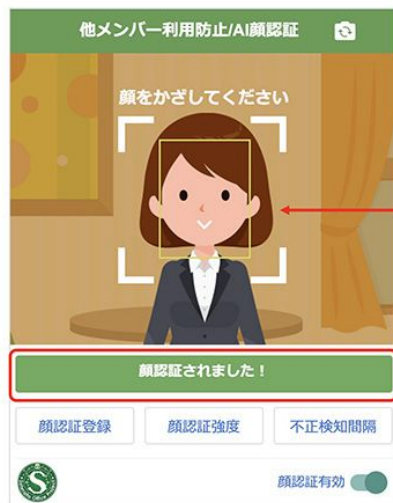 他メンバー利用防止/AI顔認証
顔をかざしてください
顔認証されました！
顔認証登録
顔認証強度
不正検知間隔
S
顔認証有効